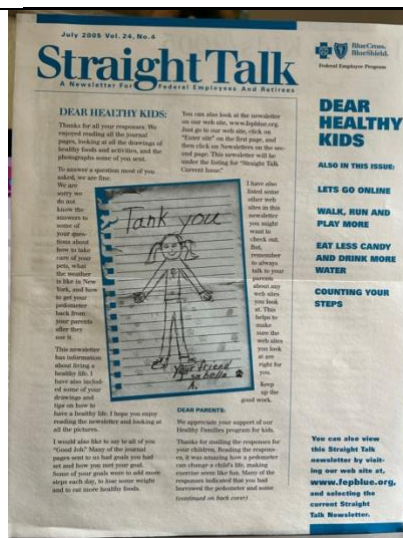 July 2005 Vol. 24, No. 4
BlueCross.
BlueShield.
Federal Employee Program
Straight Talk
A Newsletter For Federal Employees And Retirees
DEAR HEALTHY KIDS:
Thanks for all your responses. We
enjoyed reading all the journal
pages, looking at all the drawings of
healthy foods and activities, and the
photographs some of you sent.
To answer a question most of you
asked, we are fine.
We are
sorry we
do not
know the
answers to
some of
your ques-
tions about
how to take
care of your
pets, what
the weather
is like in New
York, and how
to get your
pedometer
back from
your parents
after they
use it.
This newsletter
has information
about living a
healthy life. I
have also includ-
ed some of your
drawings and
tips on how to
have a healthy life. I hope you enjoy
reading the newsletter and looking at
all the pictures.
I would also like to say to all of you
"Good Job!" Many of the journal
pages sent to us had goals you had
set and how you met your goal.
Some of your goals were to add more
steps each day, to lose some weight
and to eat more healthy foods.
You can also look at the newsletter
on our web site, www.fepblue.org.
Just go to our web site, click on
"Enter site" on the first page, and
then click on Newsletters on the sec-
ond page. This newsletter will be
under the listing for "Straight Talk
Current Issue."
I have also
listed some
other web
sites in this
newsletter
you might
want to
check out.
But,
remember
to always
talk to your
parents
about any
web sites
you look
at. This
helps to
make
sure the
web sites
you look
at are
right for
you.
Keep
up the
good work.
Tank you
your friend
A.
DEAR PARENTS:
We appreciate your support of our
Healthy Families program for kids.
Thanks for mailing the responses for
your children. Reading the respons-
es, it was amazing how a pedometer
can change a child's life, making
exercise seem like fun. Many of the
responses indicated that you had
borrowed the pedometer and some
(continued on back cover)
DEAR
HEALTHY
KIDS
ALSO IN THIS ISSUE:
LETS GO ONLINE
WALK, RUN AND
PLAY MORE
EAT LESS CANDY
AND DRINK MORE
WATER
COUNTING YOUR
STEPS
You can also view
this Straight Talk
newsletter by visit-
ing our web site at,
www.fepblue.org,
and selecting the
current Straight
Talk Newsletter.